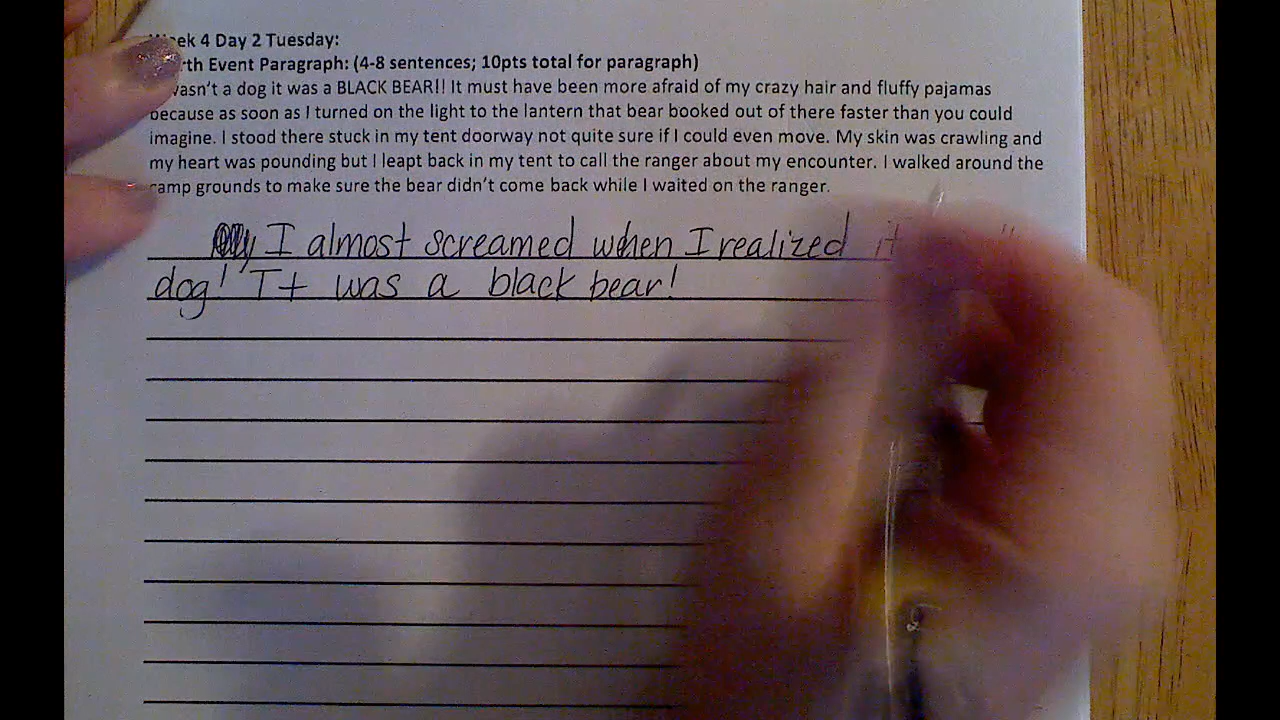 ek 4 Day 2 Tuesday:
rth Event Paragraph: (4-8 sentences; 10pts total for paragraph)
wasn't a dog it was a BLACK BEAR!! It must have been more afraid of my crazy hair and fluffy pajamas
because as soon as I turned on the light to the lantern that bear booked out of there faster than you could
imagine. I stood there stuck in my tent doorway not quite sure if I could even move. My skin was crawling and
my heart was pounding but I leapt back in my tent to call the ranger about my encounter. I walked around the
camp grounds to make sure the bear didn't come back while I waited on the ranger.
I almost screamed when I realized it
dog! It was a black bear!